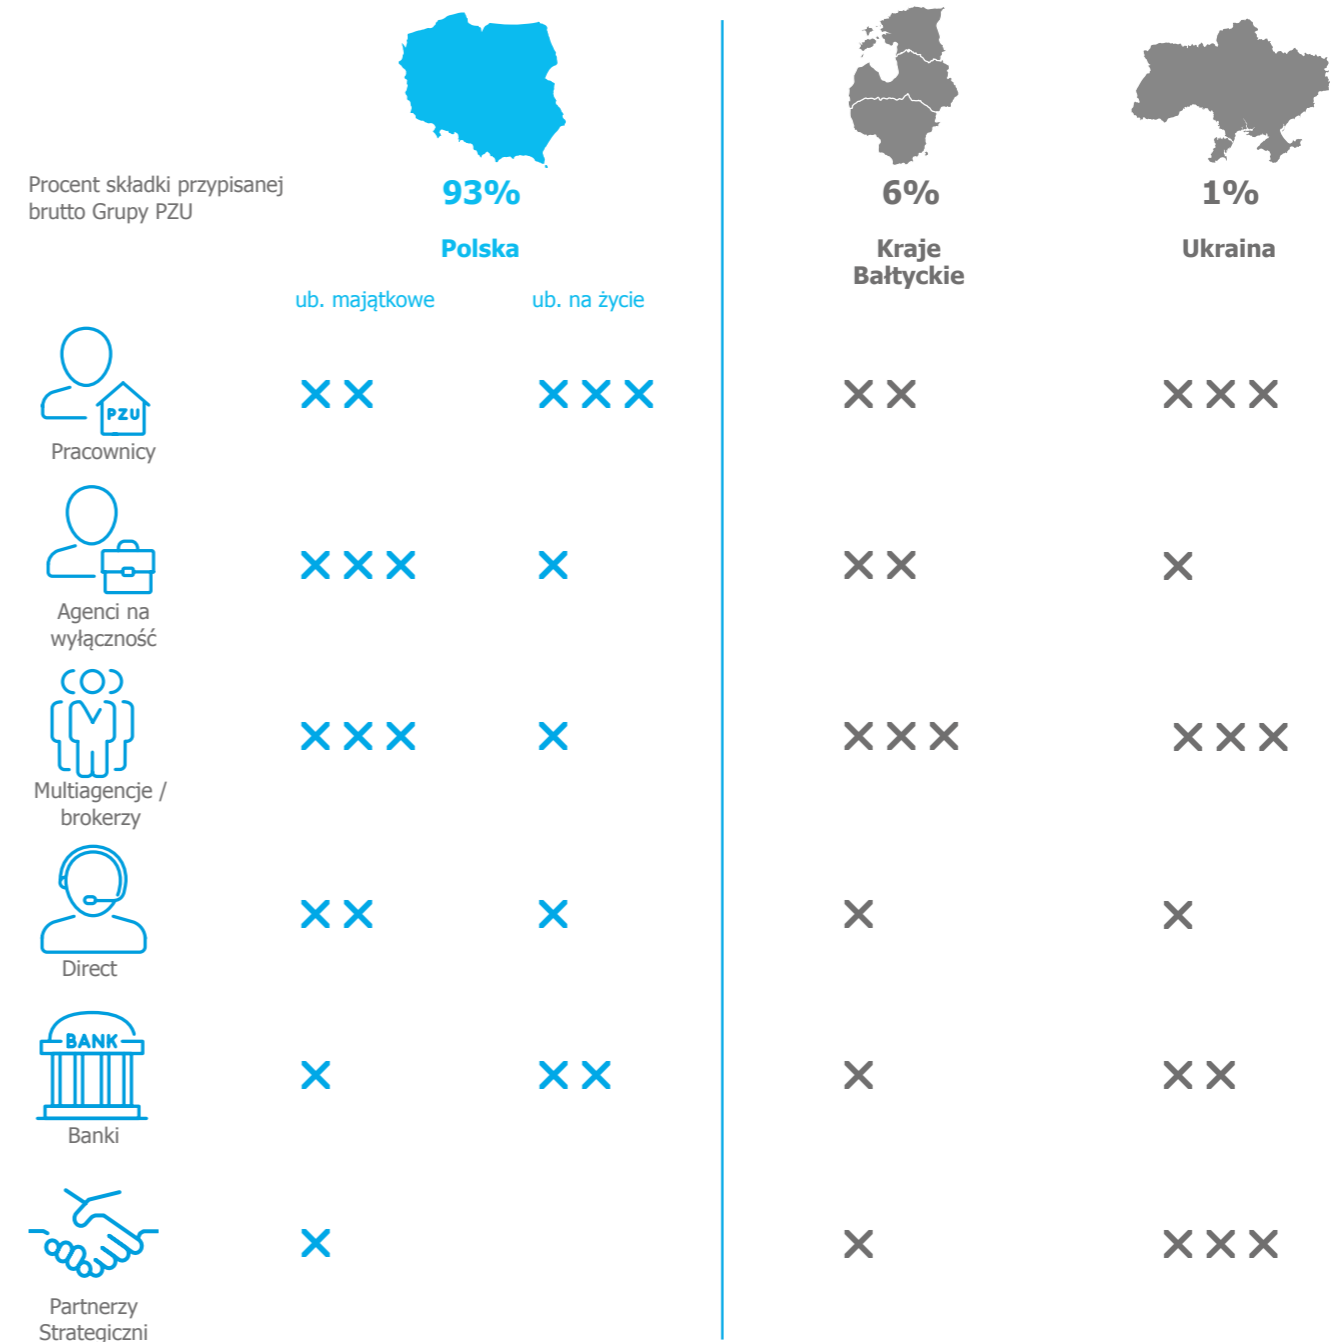 Procent składki przypisanej
brutto Grupy PZU
93%
6%
1%
Polska
Kraje
Bałtyckie
Ukraina
ub. majątkowe
ub. na życie
PZU
Pracownicy
Agenci na
wyłączność
Multiagencje /
brokerzy
Direct
BANK
Banki
Partnerzy
Strategiczni